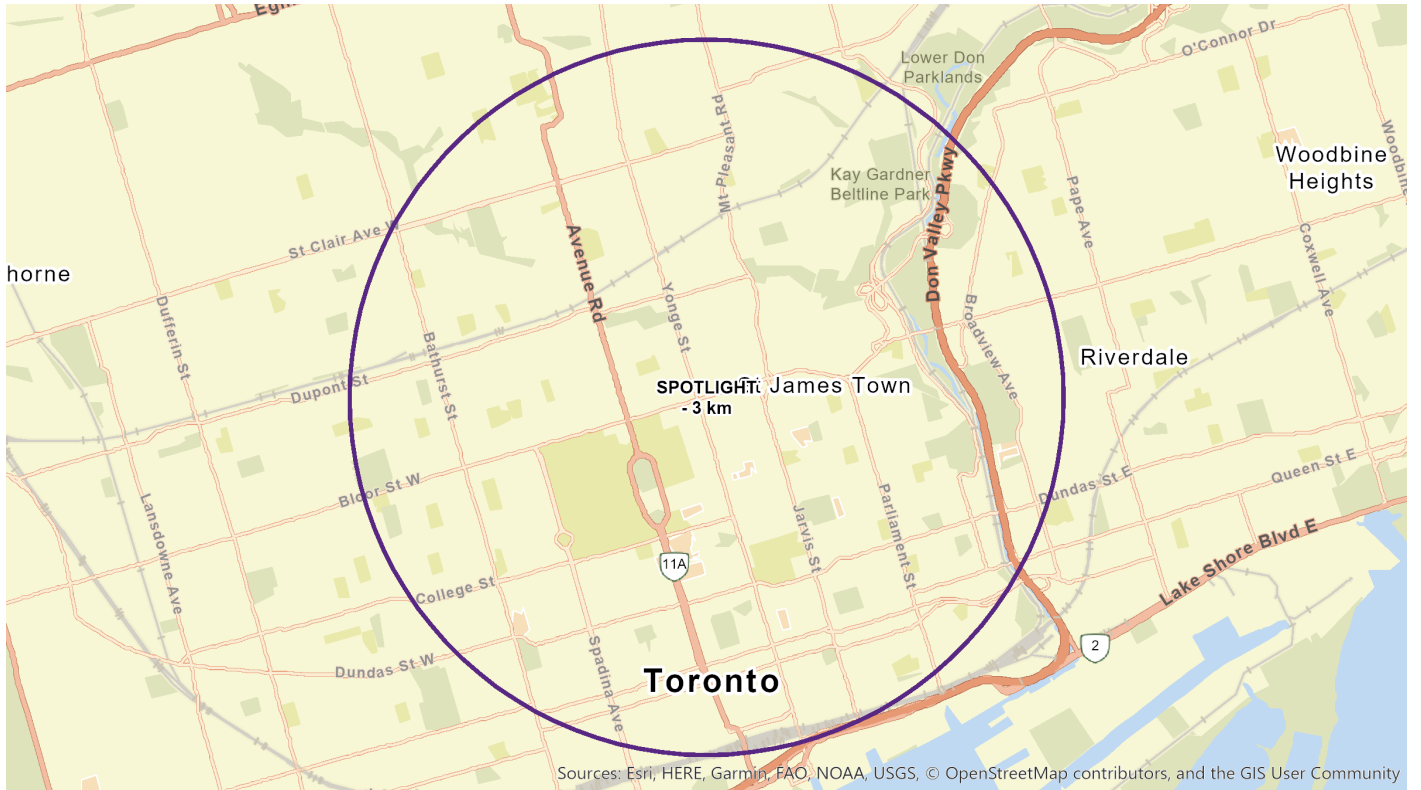 Eglin
O'Connor Dr
Lower Don
Parklands
Mt Pleasant Rd
Woodbine
Woodbine
Heights
Kay Gardner
Beltline Park
Don Valley Pkwy
Pape Ave
St Clair Ave W
Avenue Rd
Coxwell Ave
horne
Dufferin St
Yonge St
Broadview Ave
Bathurst St
Riverdale
Dupont St
SPOTLIGHT
- 3 km
St James Town
Bloor St W
Lansdowne Ave
Jarvis St
Parliament St
Dundas St E
Queen St E
11A
College St
Lake Shore Blvd E
2
Dundas St W
Spadina Ave
Toronto
Sources: Esri, HERE, Garmin, FAO, NOAA, USGS, © OpenStreetMap contributors, and the GIS User Community